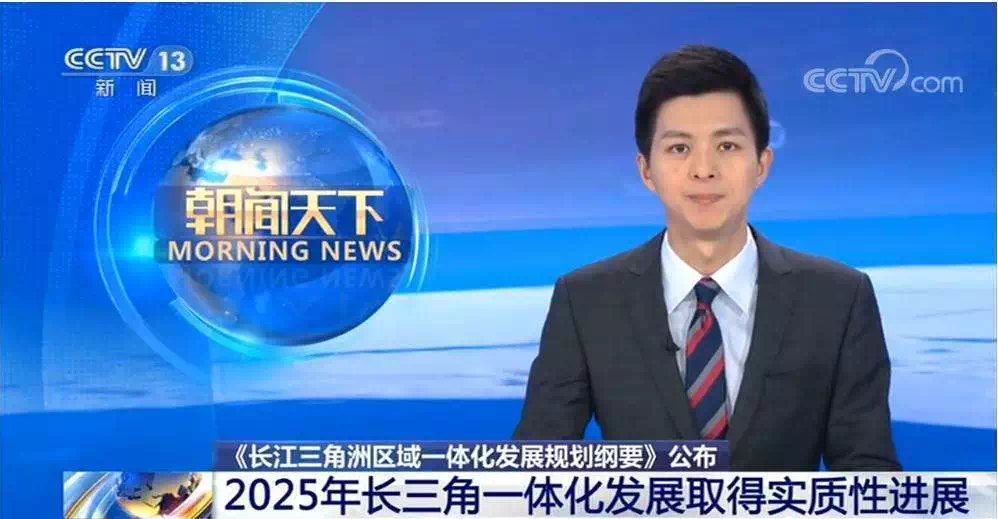 CCTV 13
新闻
CCTV.com
朝闻天下
MORNING NEWS
MORNING NEWS
《长江三角洲区域一体化发展规划纲要》公布
2025年长三角一体化发展取得实质性进展